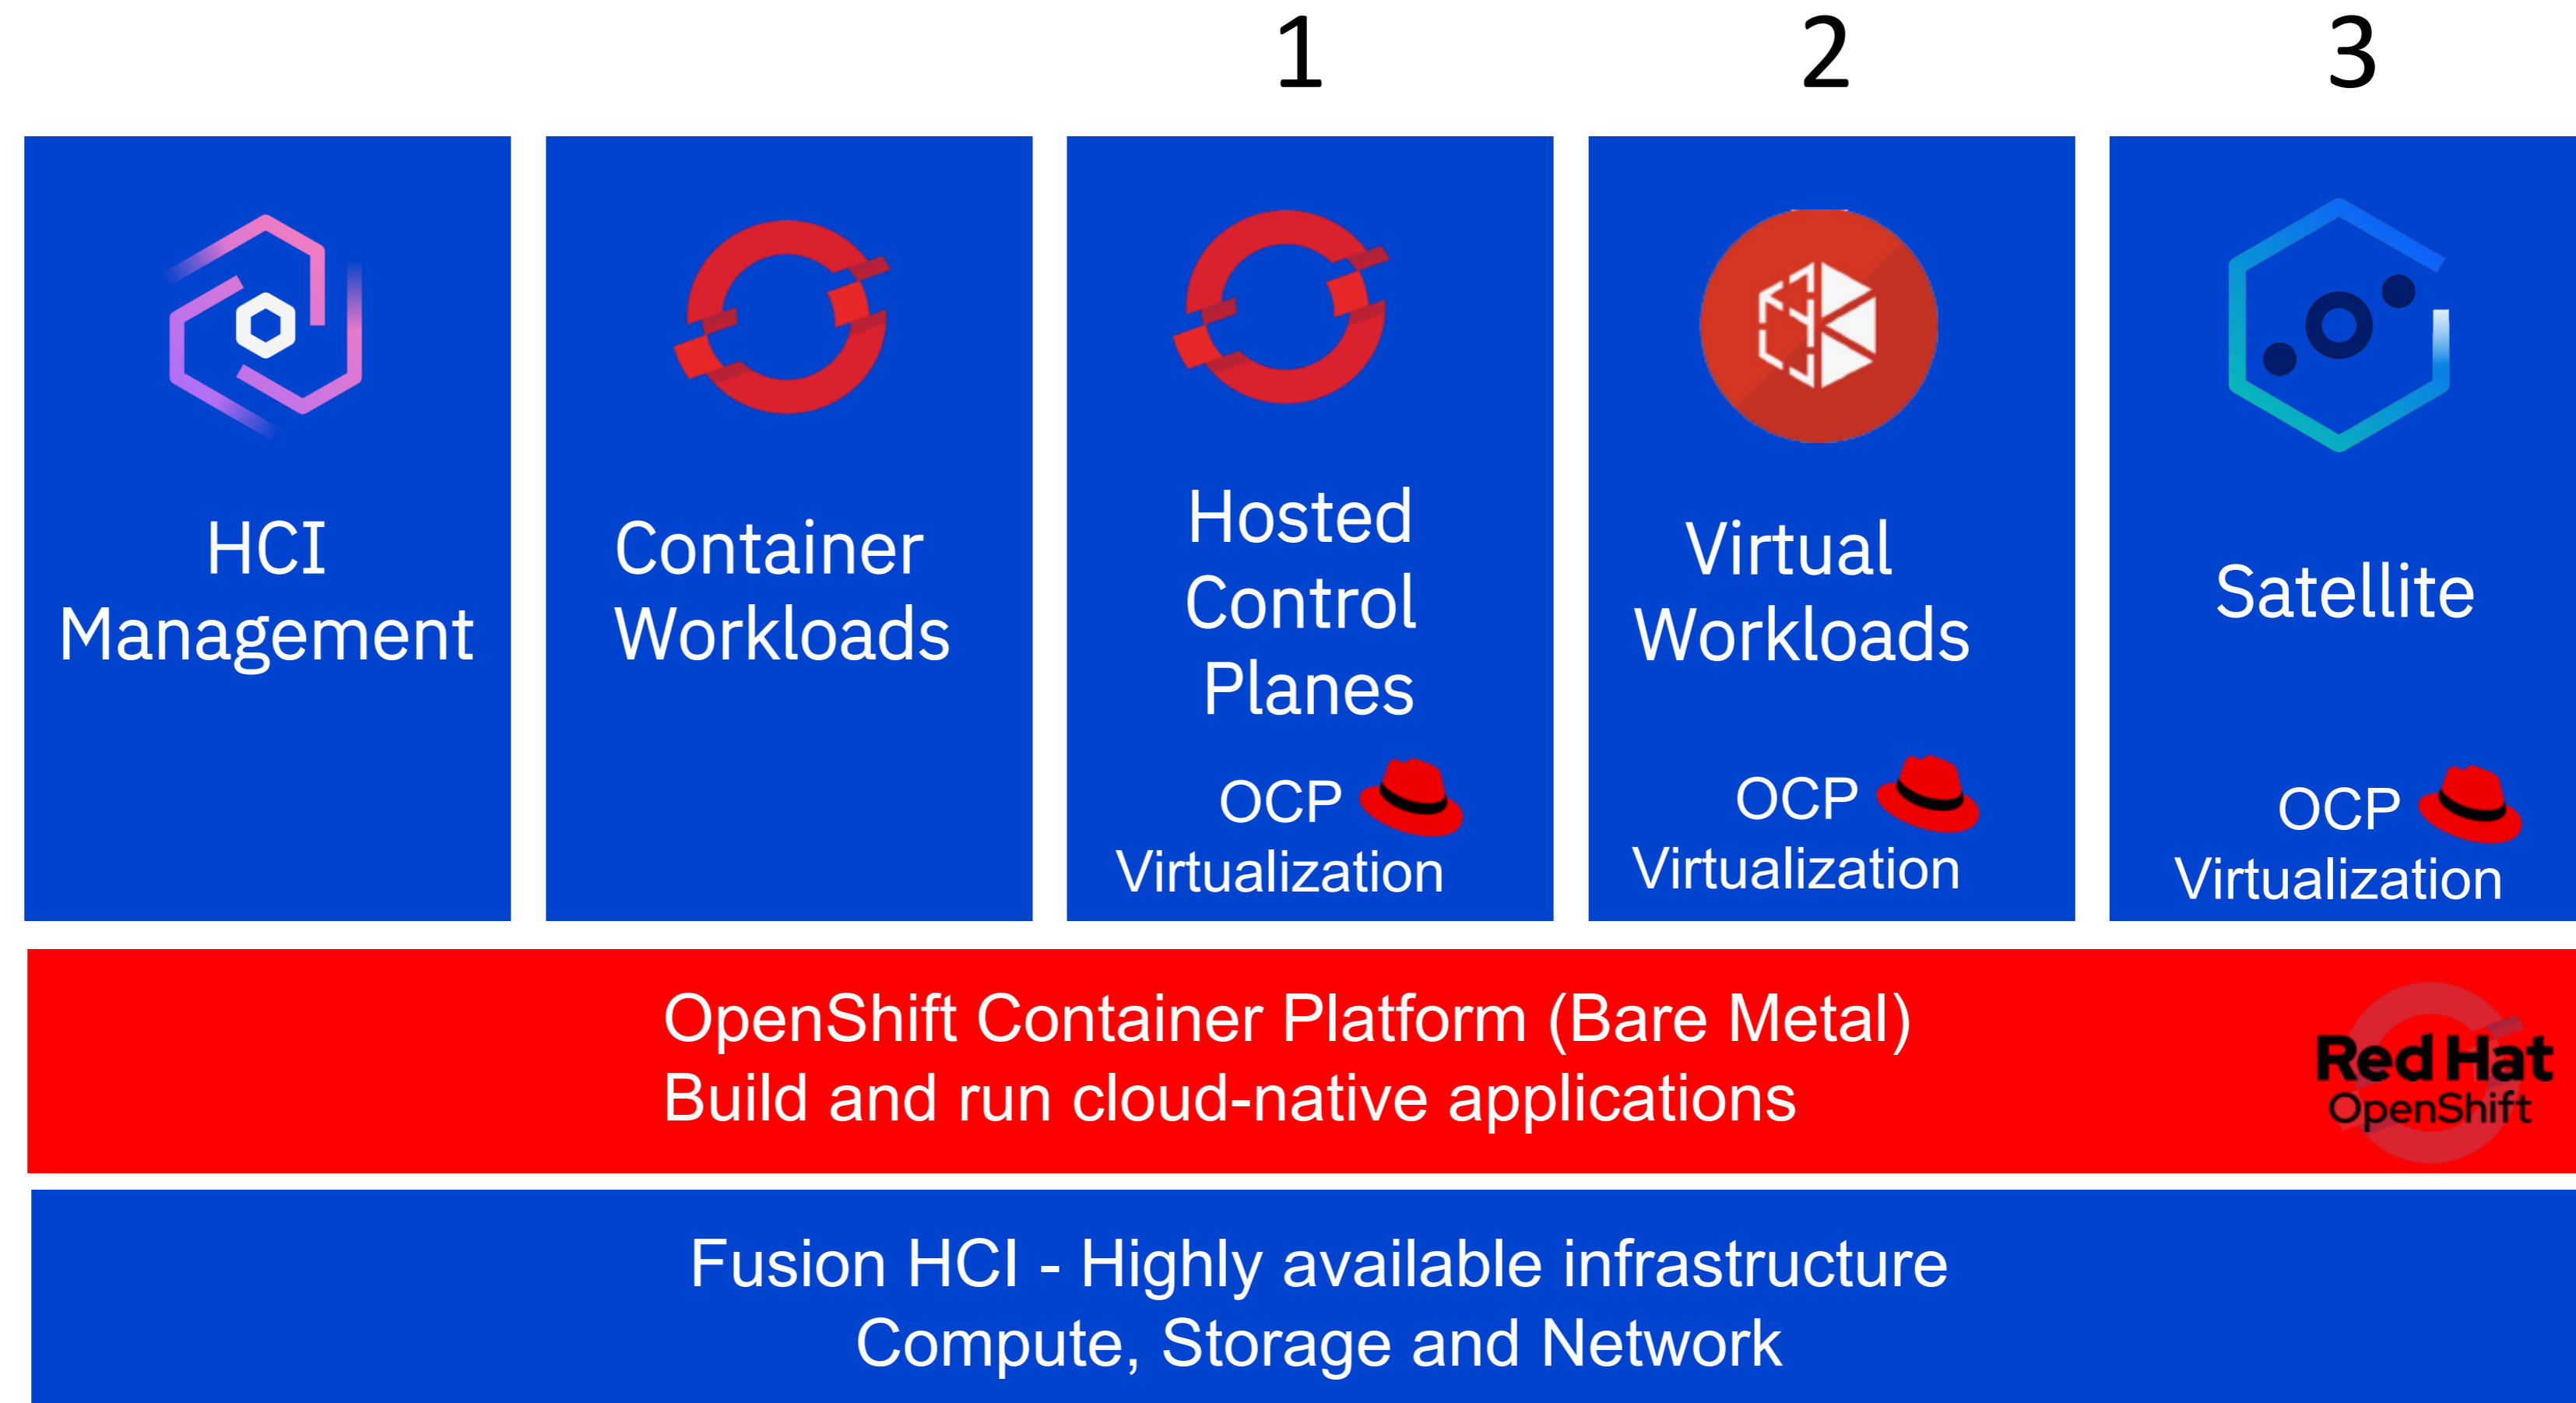 1
2
3
HCI
Management
Container
Workloads
Hosted
Control
Planes
OCP
Virtualization
Virtual
Workloads
OCP
Virtualization
Satellite
OCP
Virtualization
OpenShift Container Platform (Bare Metal)
Build and run cloud-native applications
Red Hat
OpenShift
Fusion HCI - Highly available infrastructure
Compute, Storage and Network